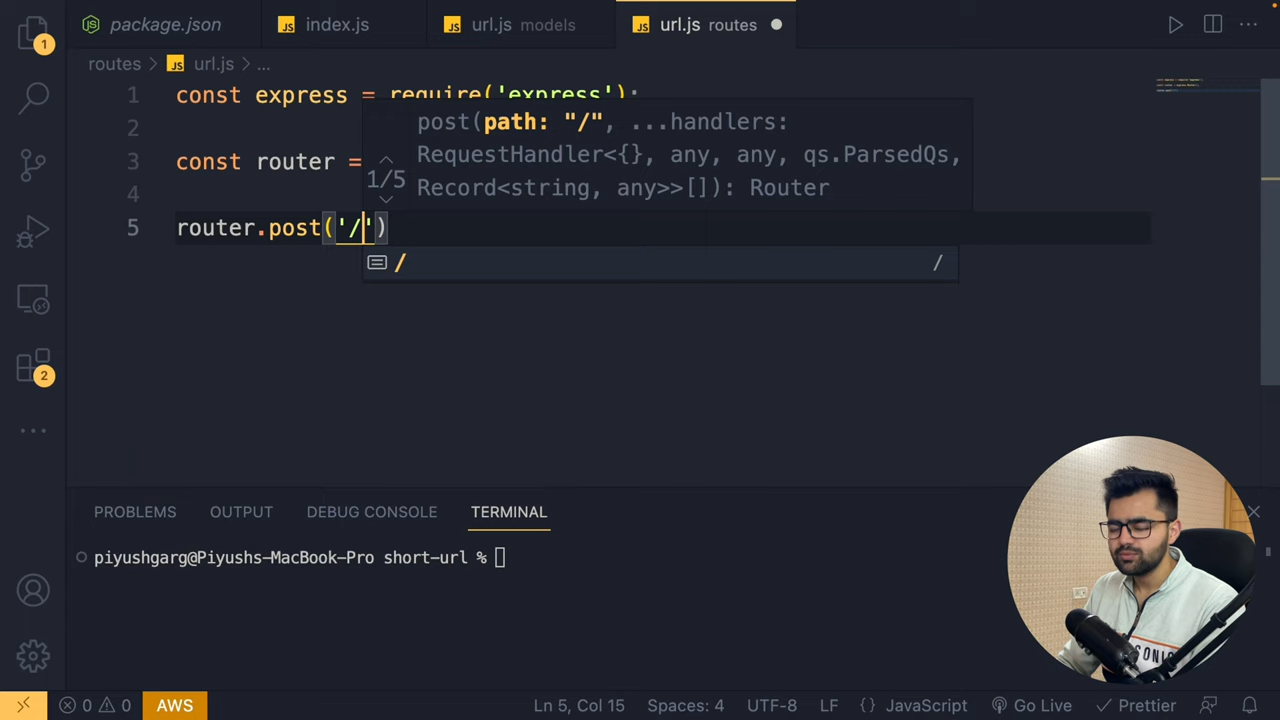 package.json
index.js
url.js models
url.js routes
routes > url.js > ...
1 const express = require('express');
2
3 const router =
4
5 router.post('/')
1/5
post(path: "/", ...handlers:
RequestHandler<{}, any, any, qs.ParsedQs,
Record<string, any>>[]): Router
/ /
1
2
PROBLEMS OUTPUT DEBUG CONSOLE TERMINAL
piyushgarg@Piyushs-MacBook-Pro short-url %
0 0 AWS Ln 5, Col 15 Spaces: 4 UTF-8 LF {} JavaScript Go Live Prettier